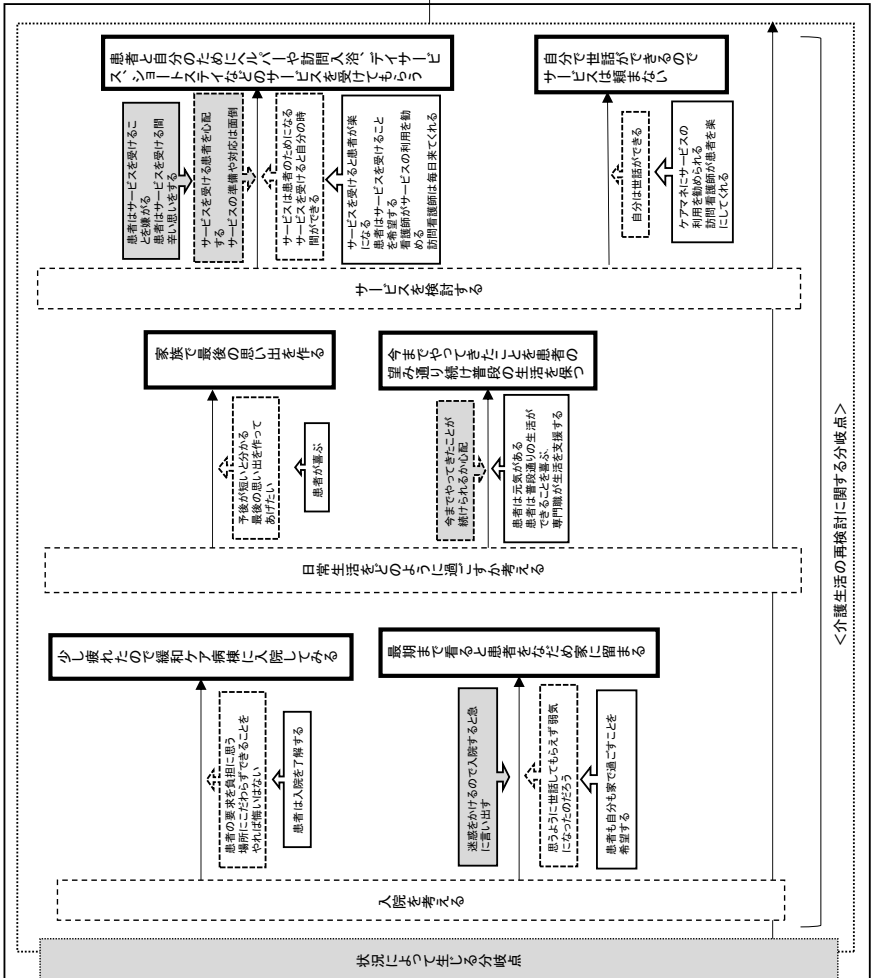 患者と自分のためにヘルパーや訪問入浴、デイサービ
ス、ショートステイなどのサービスを受けてもらう
自分で世話ができるので
サービスは頼まない
患者はサービスを受けるこ
とを嫌がる
患者はサービスを受ける間
辛い思いをする
サービスを受ける患者を心配
する
サービスの準備や対応は面倒
サービスは患者のためになる
サービスを受けると自分の時
間ができる
サービスを受けると患者が楽
になる
患者はサービスを受けること
を希望する
看護師がサービスの利用を勧
める
訪問看護師は毎日来てくれる
自分は世話ができる
ケアマネにサービスの
利用を勧められる
訪問看護師が患者を楽
にしてくれる
サービスを検討する
家族で最後の思い出を作る
今までやってきたことを患者の
望み通り続け普段の生活を保つ
予後が短いと分かる
最後の思い出を作って
あげたい
患者が喜ぶ
今までやってきたことが
続けられるか心配
患者は元気がある
患者は普段通りの生活が
できることを喜ぶ、
専門職が生活を支援する
日常生活をどのように過ごすか考える
少し疲れたので緩和ケア病棟に入院してみる
最期まで看ると患者をなだめ家に留まる
患者の要求を負担に思う
場所にこだわらずできることを
やれば悔いはない
患者は入院を了解する
迷惑をかけるので入院すると急
に言い出す
思うように世話してもらえず弱気
になったのだろう
患者も自分も家で過ごすことを
希望する
入院を考える
状況によって生じる分岐点
＜介護生活の再検討に関する分岐点＞